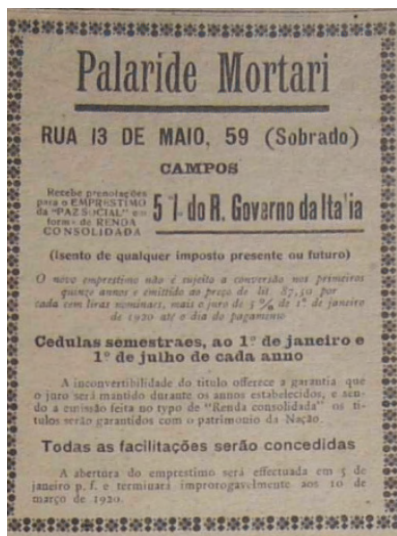 Palaride Mortari
RUA 13 DE MAIO, 59 (Sobrado)
CAMPOS
Recebe prenotações
para o EMPRESTIMO
da "PAZ SOCIAL" em
forma de RENDA
CONSOLIDADA
5 % do R. Governo da Ita'ia
(Isento de qualquer imposto presente ou futuro)
O novo emprestimo não é sujeito a conversão nos primeiros
quinze annos e émittido ao preço de lit. 87,50 por
cada cem liras nominaes, mais o juro de 5 % de 1º de janeiro
de 1920 até o dia do pagamento
Cedulas semestraes, ao 1º de janeiro e
1º de julho de cada anno
A inconvertibilidade do titulo offerece a garantia que
o juro será mantido durante os annos estabelecidos, e sen-
do a emissão feita no typo de "Renda consolidada" os ti-
tulos serão garantidos com o patrimonio da Nação.
Todas as facilitações serão concedidas
A abertura do emprestimo será effectuada em 5 de
janeiro p. f. e terminará improrogavelmente aos 10 de
março de 1920.